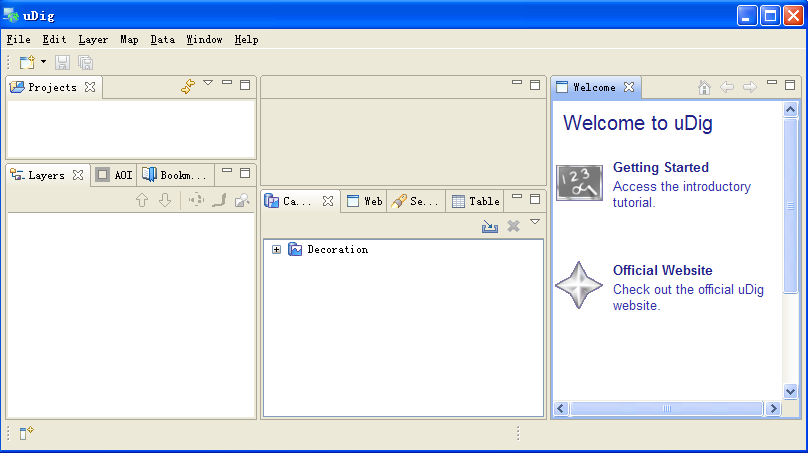 uDig
File Edit Layer Map Data Window Help
Projects
Welcome
Welcome to uDig
Getting Started
Access the introductory
tutorial.
Official Website
Check out the official uDig
website.
Layers AOI Bookm...
Ca... Web Se... Table
Decoration